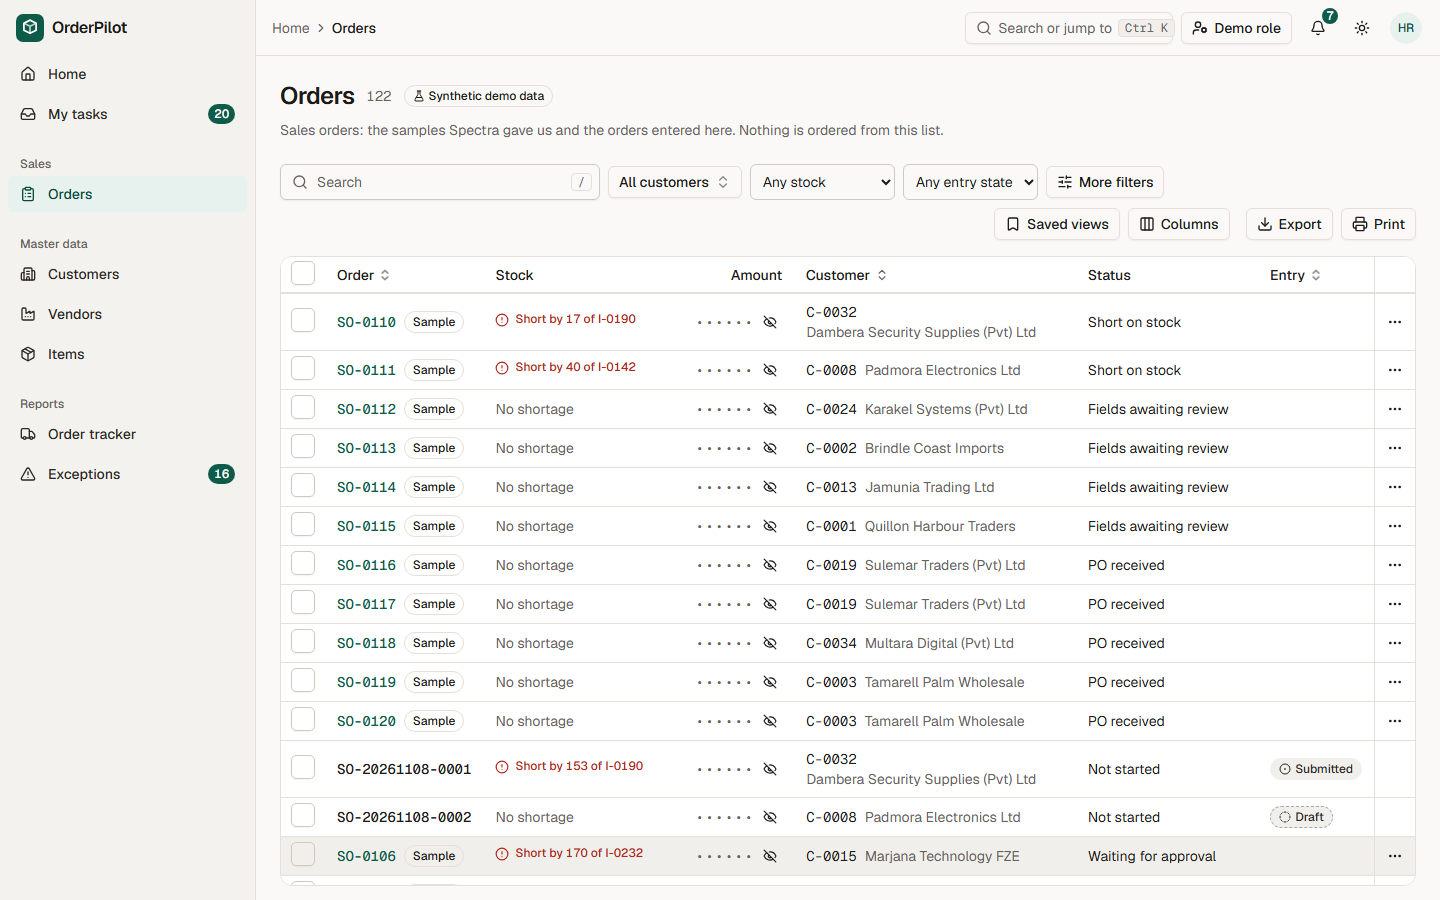 OrderPilot
Home
My tasks 20
Sales
Orders
Master data
Customers
Vendors
Items
Reports
Order tracker
Exceptions 16
Home > Orders
Search or jump to Ctrl K
Demo role
7
HR
Orders 122 Synthetic demo data
Sales orders: the samples Spectra gave us and the orders entered here. Nothing is ordered from this list.
Search /
All customers
Any stock
Any entry state
More filters
Saved views
Columns
Export
Print
Order Stock Amount Customer Status Entry
SO-0110 Sample Short by 17 of I-0190 •••••• C-0032 Dambera Security Supplies (Pvt) Ltd Short on stock
SO-0111 Sample Short by 40 of I-0142 •••••• C-0008 Padmora Electronics Ltd Short on stock
SO-0112 Sample No shortage •••••• C-0024 Karakel Systems (Pvt) Ltd Fields awaiting review
SO-0113 Sample No shortage •••••• C-0002 Brindle Coast Imports Fields awaiting review
SO-0114 Sample No shortage •••••• C-0013 Jamunia Trading Ltd Fields awaiting review
SO-0115 Sample No shortage •••••• C-0001 Quillon Harbour Traders Fields awaiting review
SO-0116 Sample No shortage •••••• C-0019 Sulemar Traders (Pvt) Ltd PO received
SO-0117 Sample No shortage •••••• C-0019 Sulemar Traders (Pvt) Ltd PO received
SO-0118 Sample No shortage •••••• C-0034 Multara Digital (Pvt) Ltd PO received
SO-0119 Sample No shortage •••••• C-0003 Tamarell Palm Wholesale PO received
SO-0120 Sample No shortage •••••• C-0003 Tamarell Palm Wholesale PO received
SO-20261108-0001 Short by 153 of I-0190 •••••• C-0032 Dambera Security Supplies (Pvt) Ltd Not started Submitted
SO-20261108-0002 No shortage •••••• C-0008 Padmora Electronics Ltd Not started Draft
SO-0106 Sample Short by 170 of I-0232 •••••• C-0015 Marjana Technology FZE Waiting for approval